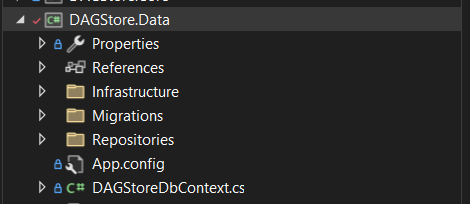 DAGStore.Data
Properties
References
Infrastructure
Migrations
Repositories
App.config
C# DAGStoreDbContext.cs